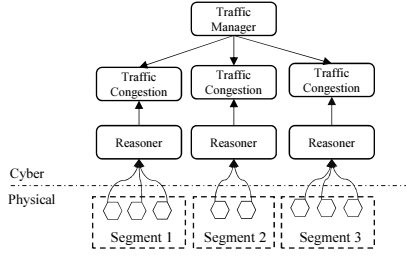 Traffic
Manager
Traffic
Congestion
Traffic
Congestion
Traffic
Congestion
Reasoner
Reasoner
Reasoner
Cyber
Physical
Segment 1
Segment 2
Segment 3